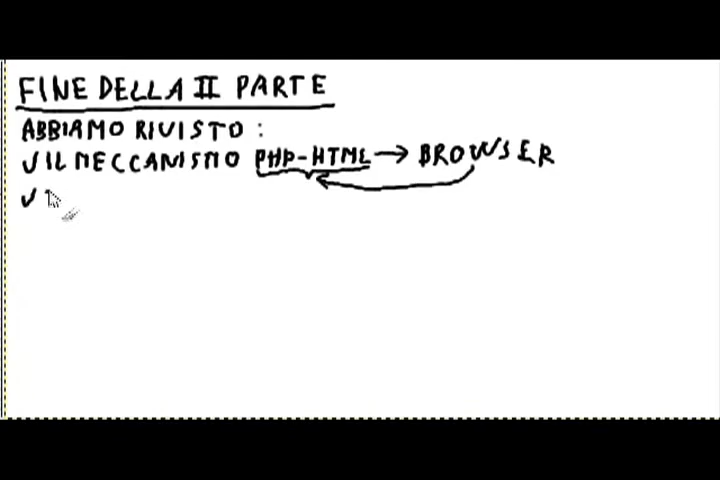 FINE DELLA II PARTE
ABBIAMO RIVISTO :
✓ IL MECCANISMO PHP-HTML → BROWSER
✓